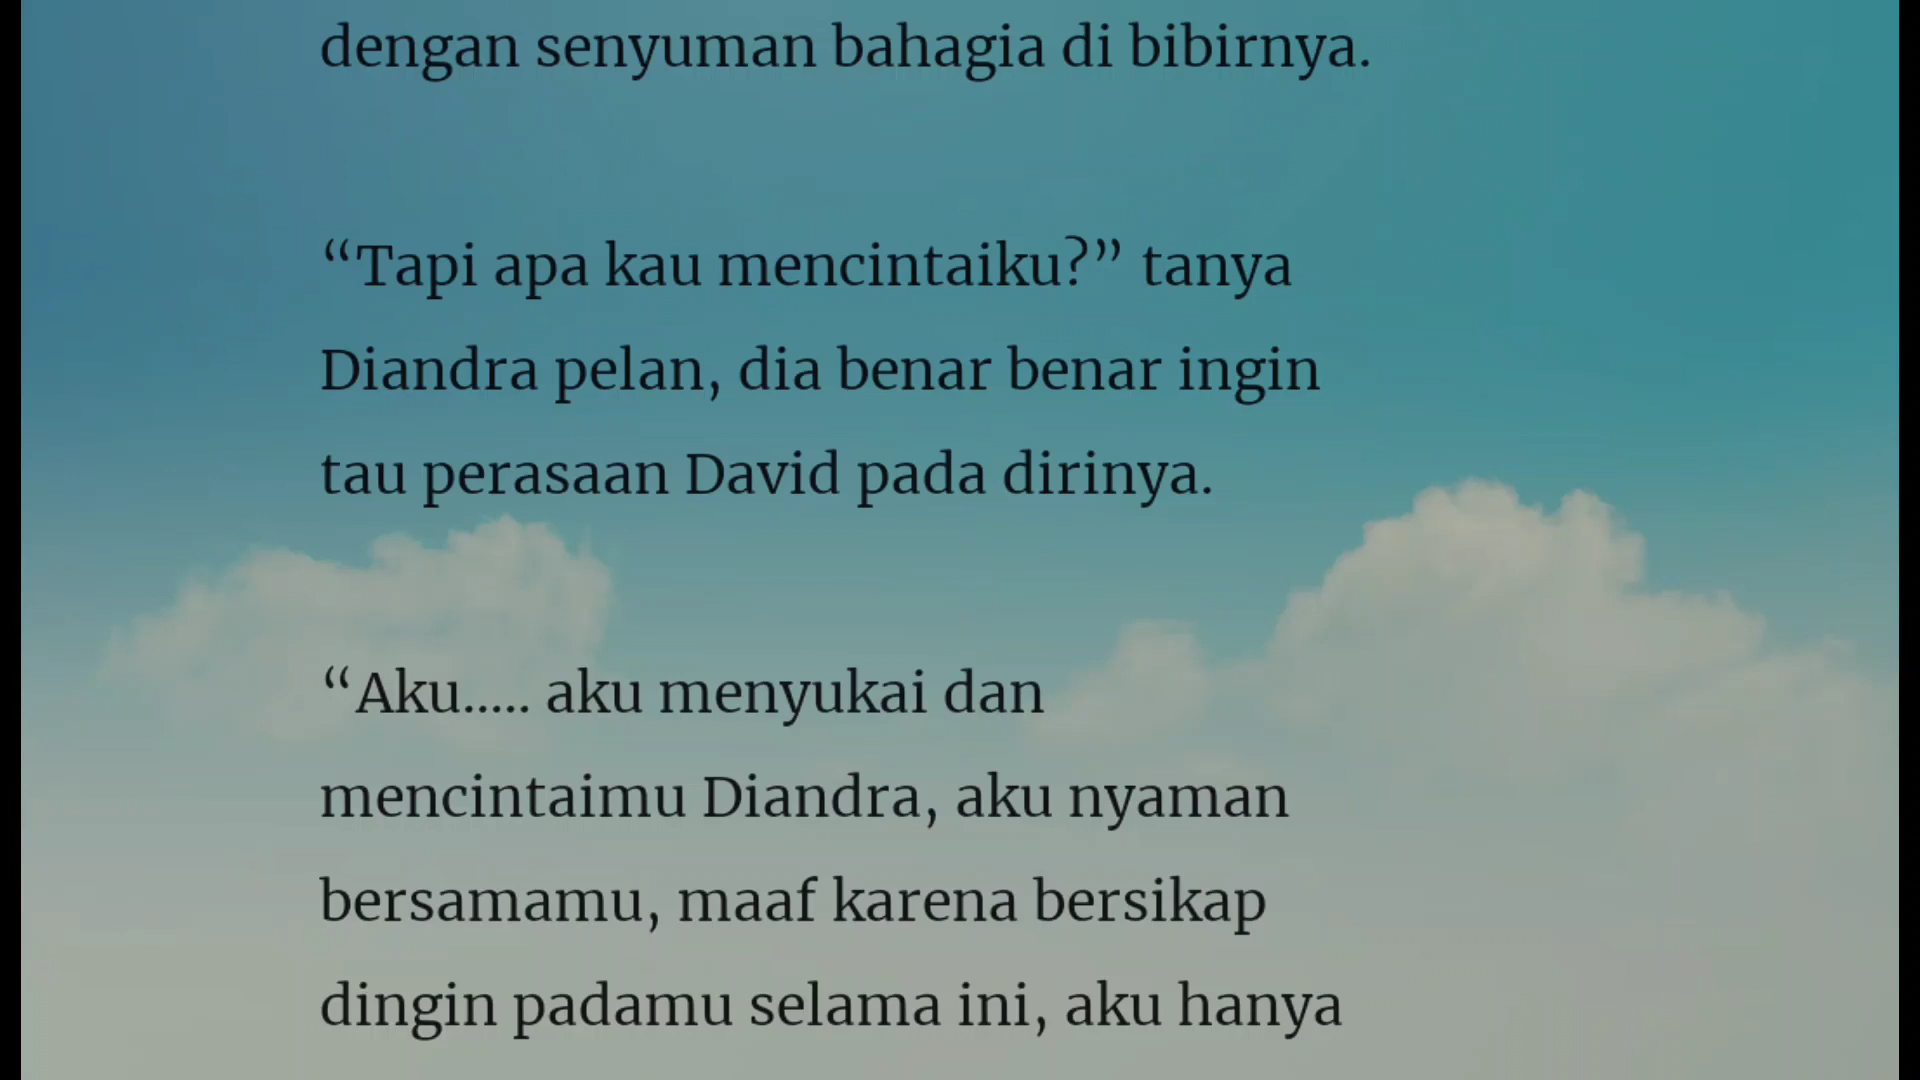 dengan senyuman bahagia di bibirnya.
“Tapi apa kau mencintaiku?” tanya
Diandra pelan, dia benar benar ingin
tau perasaan David pada dirinya.
“Aku..... aku menyukai dan
mencintaimu Diandra, aku nyaman
bersamamu, maaf karena bersikap
dingin padamu selama ini, aku hanya